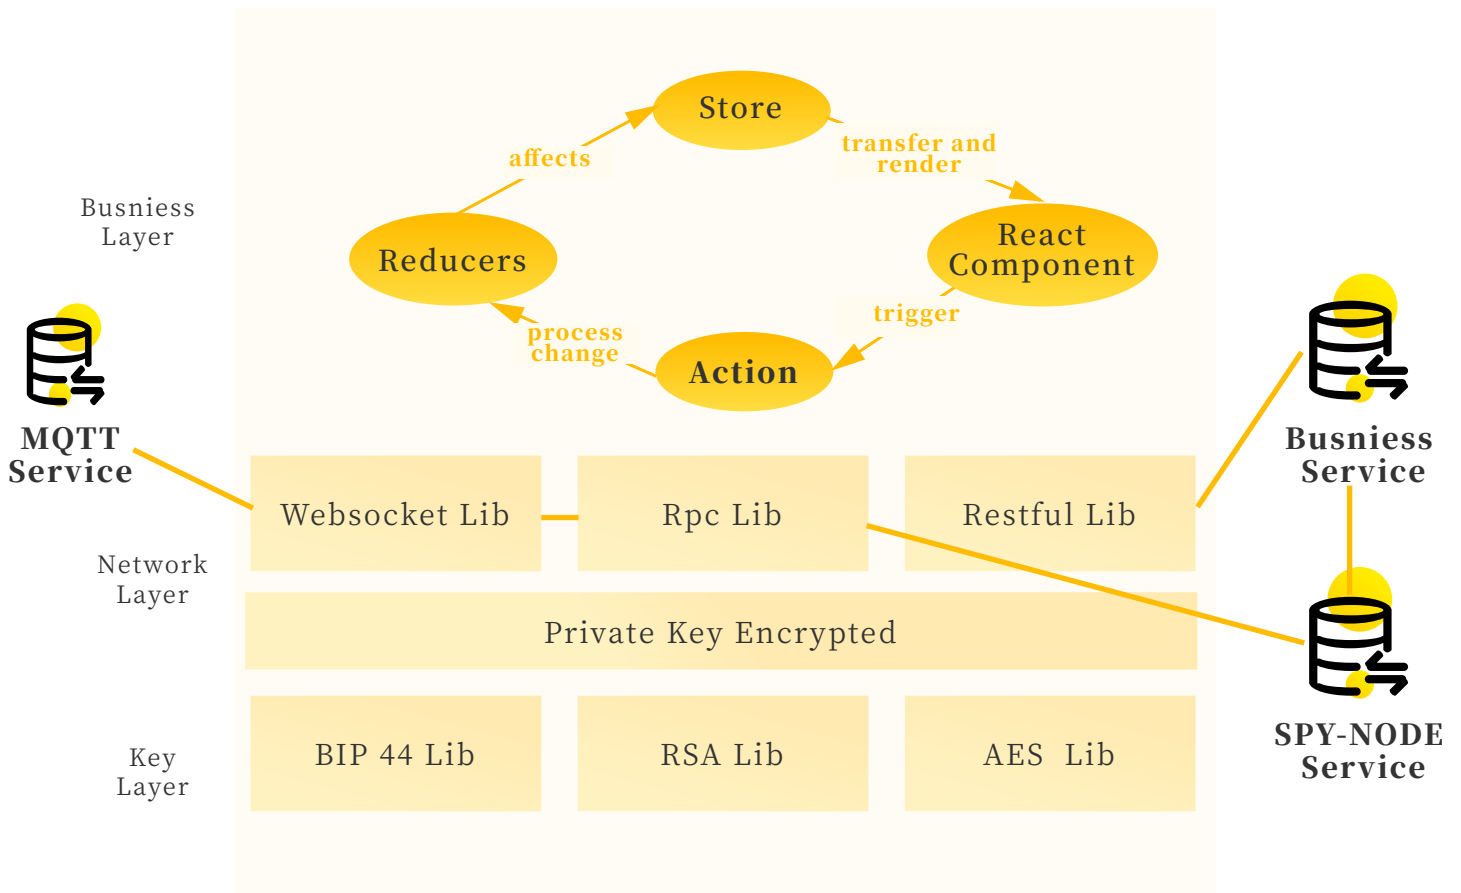 Store
affects
transfer and
render
Busniess
Layer
Reducers
React
Component
trigger
process
change
Action
MQTT
Service
Busniess
Service
Websocket Lib
Rpc Lib
Restful Lib
Network
Layer
Private Key Encrypted
SPY-NODE
Service
Key
Layer
BIP 44 Lib
RSA Lib
AES  Lib